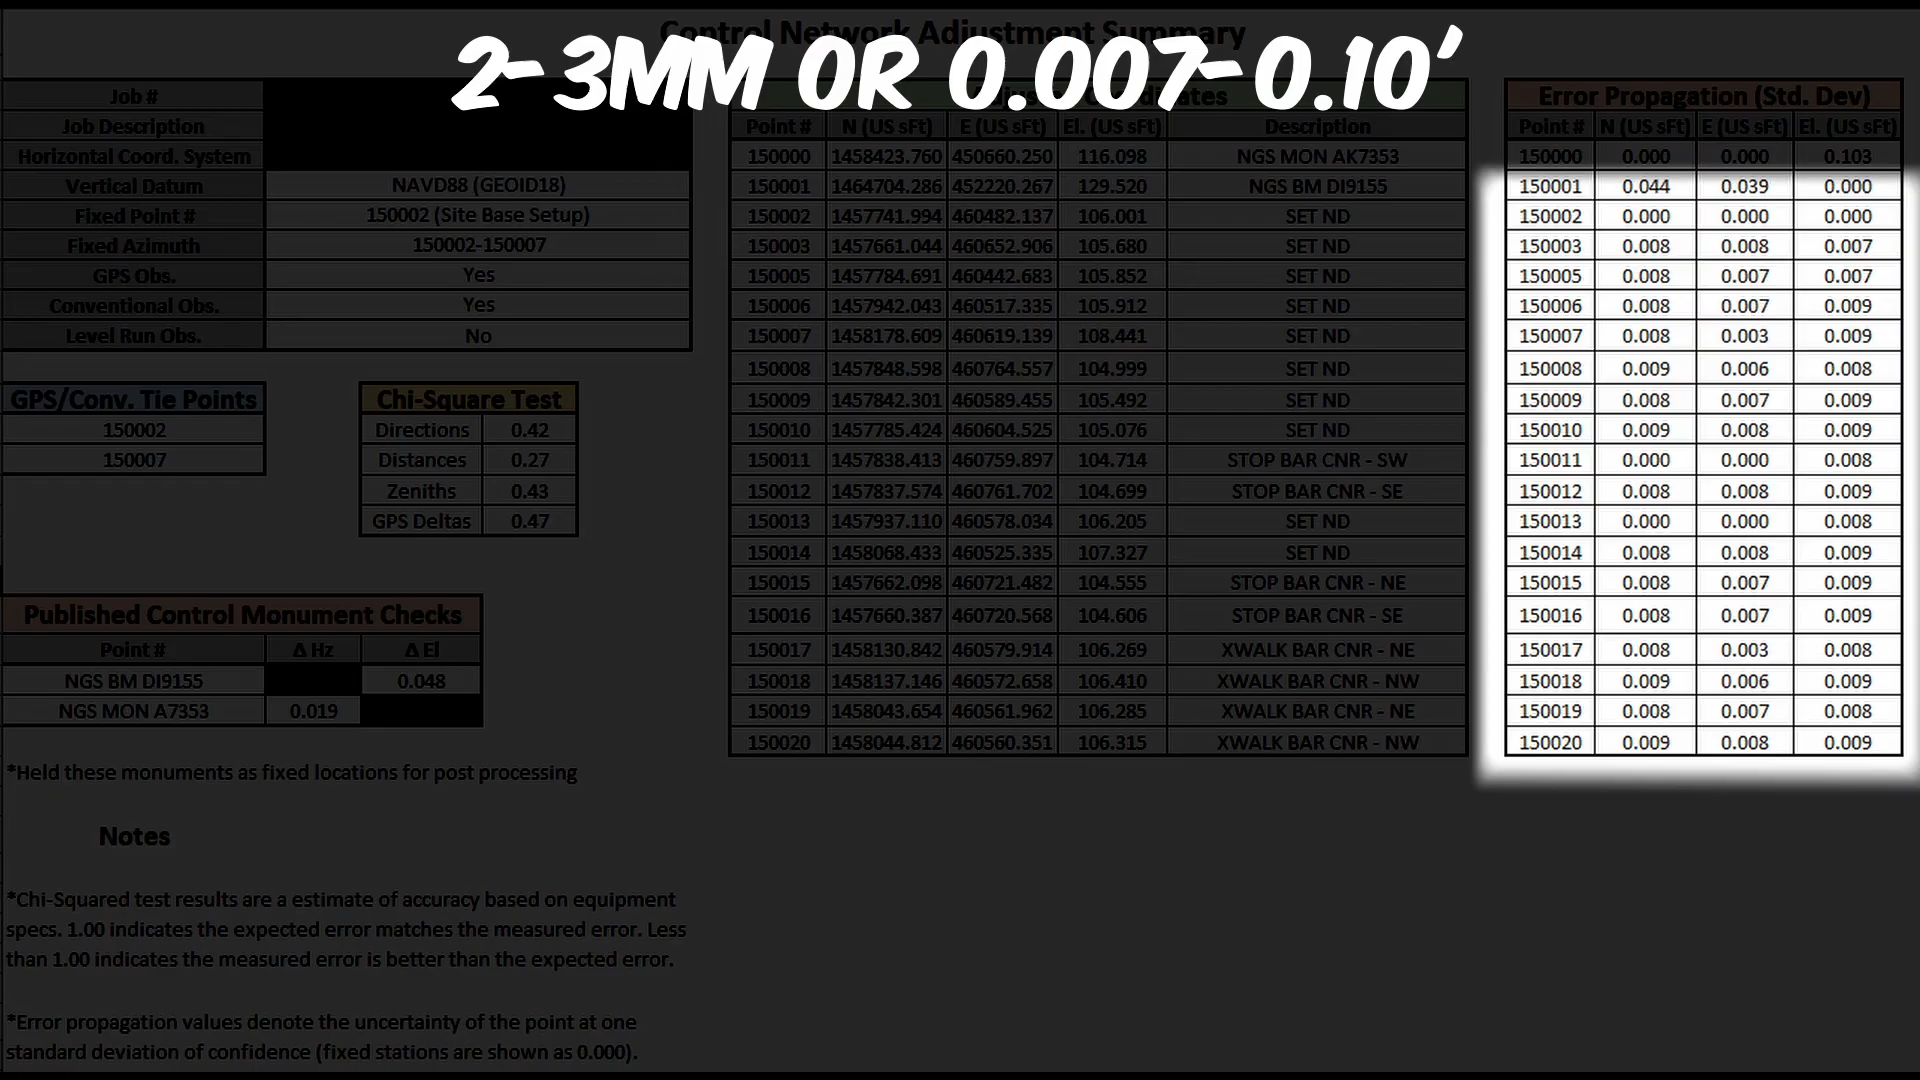 Control Network Adjustment Summary
2-3MM OR 0.007-0.10'
Job #
Job Description
Horizontal Coord. System
Vertical Datum NAVD88 (GEOID18)
Fixed Point # 150002 (Site Base Setup)
Fixed Azimuth 150002-150007
GPS Obs. Yes
Conventional Obs. Yes
Level Run Obs. No
GPS/Conv. Tie Points
150002
150007
Chi-Square Test
Directions 0.42
Distances 0.27
Zeniths 0.43
GPS Deltas 0.47
Published Control Monument Checks
Point # Δ Hz Δ El
NGS BM DI9155 0.048
NGS MON A7353 0.019
*Held these monuments as fixed locations for post processing
Notes
*Chi-Squared test results are a estimate of accuracy based on equipment
specs. 1.00 indicates the expected error matches the measured error. Less
than 1.00 indicates the measured error is better than the expected error.
*Error propagation values denote the uncertainty of the point at one
standard deviation of confidence (fixed stations are shown as 0.000).
Coordinates
Point # N (US sFt) E (US sFt) El. (US sFt) Description
150000 1458423.760 450660.250 116.098 NGS MON AK7353
150001 1464704.286 452220.267 129.520 NGS BM DI9155
150002 1457741.994 460482.137 106.001 SET ND
150003 1457661.044 460652.906 105.680 SET ND
150005 1457784.691 460442.683 105.852 SET ND
150006 1457942.043 460517.335 105.912 SET ND
150007 1458178.609 460619.139 108.441 SET ND
150008 1457848.598 460764.557 104.999 SET ND
150009 1457842.301 460589.455 105.492 SET ND
150010 1457785.424 460604.525 105.076 SET ND
150011 1457838.413 460759.897 104.714 STOP BAR CNR - SW
150012 1457837.574 460761.702 104.699 STOP BAR CNR - SE
150013 1457937.110 460578.034 106.205 SET ND
150014 1458068.433 460525.335 107.327 SET ND
150015 1457662.098 460721.482 104.555 STOP BAR CNR - NE
150016 1457660.387 460720.568 104.606 STOP BAR CNR - SE
150017 1458130.842 460579.914 106.269 XWALK BAR CNR - NE
150018 1458137.146 460572.658 106.410 XWALK BAR CNR - NW
150019 1458043.654 460561.962 106.285 XWALK BAR CNR - NE
150020 1458044.812 460560.351 106.315 XWALK BAR CNR - NW
Error Propagation (Std. Dev)
Point # N (US sFt) E (US sFt) El. (US sFt)
150000 0.000 0.000 0.103
150001 0.044 0.039 0.000
150002 0.000 0.000 0.000
150003 0.008 0.008 0.007
150005 0.008 0.007 0.007
150006 0.008 0.007 0.009
150007 0.008 0.003 0.009
150008 0.009 0.006 0.008
150009 0.008 0.007 0.009
150010 0.009 0.008 0.009
150011 0.000 0.000 0.008
150012 0.008 0.008 0.009
150013 0.000 0.000 0.008
150014 0.008 0.008 0.009
150015 0.008 0.007 0.009
150016 0.008 0.007 0.009
150017 0.008 0.003 0.008
150018 0.009 0.006 0.009
150019 0.008 0.007 0.008
150020 0.009 0.008 0.009